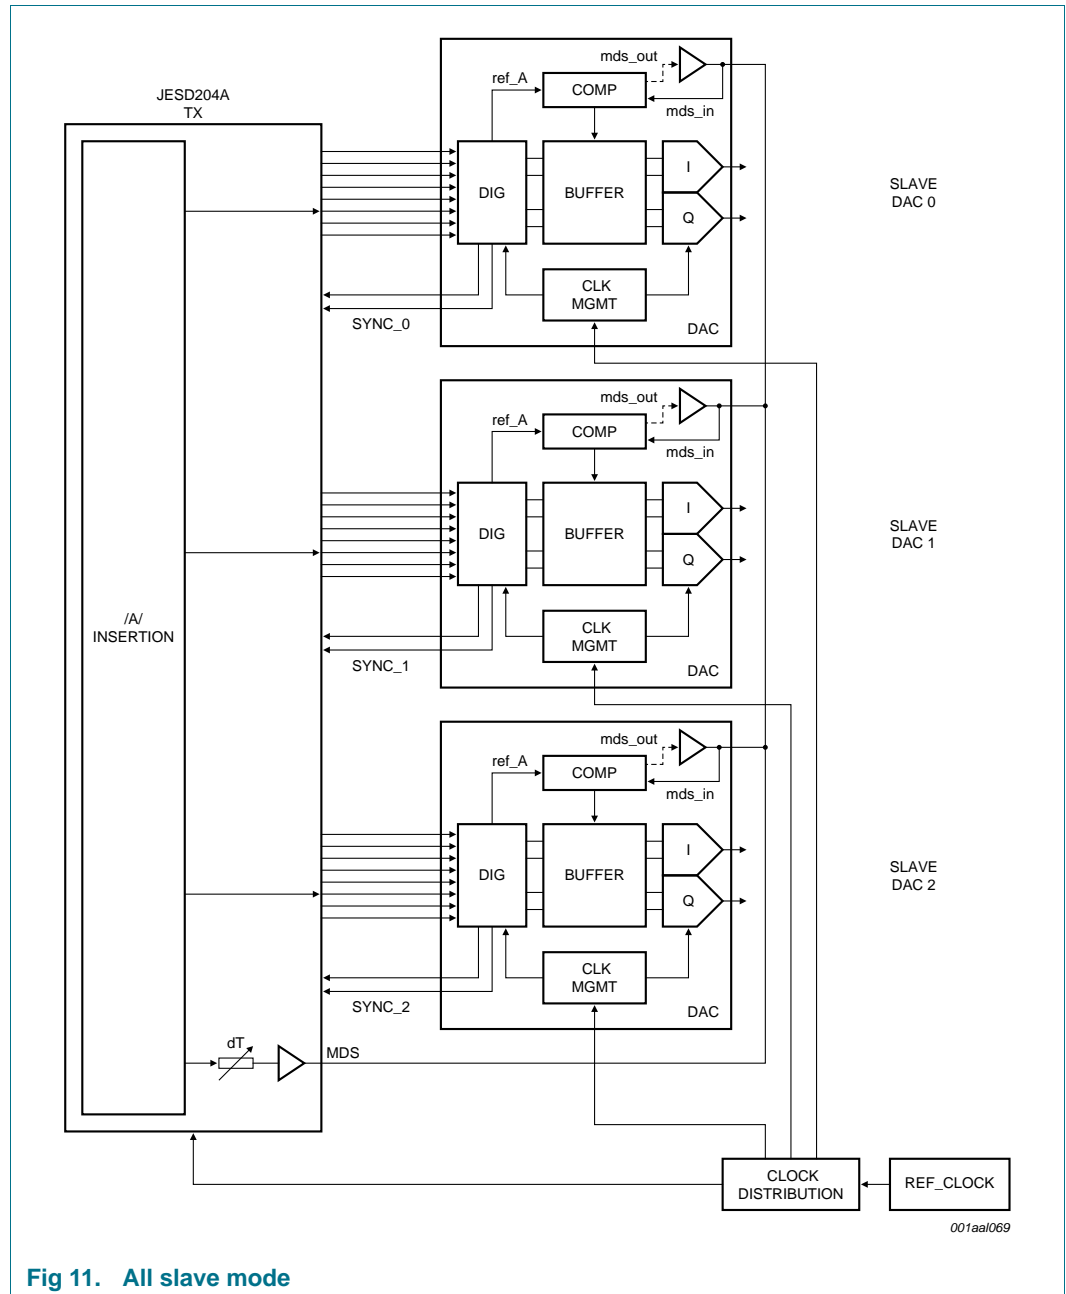 JESD204A
TX
/A/
INSERTION
mds_out
ref_A
COMP
mds_in
DIG
BUFFER
I
Q
CLK
MGMT
DAC
SYNC_0
SLAVE
DAC 0
mds_out
ref_A
COMP
mds_in
DIG
BUFFER
I
Q
CLK
MGMT
DAC
SYNC_1
SLAVE
DAC 1
mds_out
ref_A
COMP
mds_in
DIG
BUFFER
I
Q
CLK
MGMT
DAC
SYNC_2
SLAVE
DAC 2
dT
MDS
CLOCK
DISTRIBUTION
REF_CLOCK
001aal069
Fig 11. All slave mode